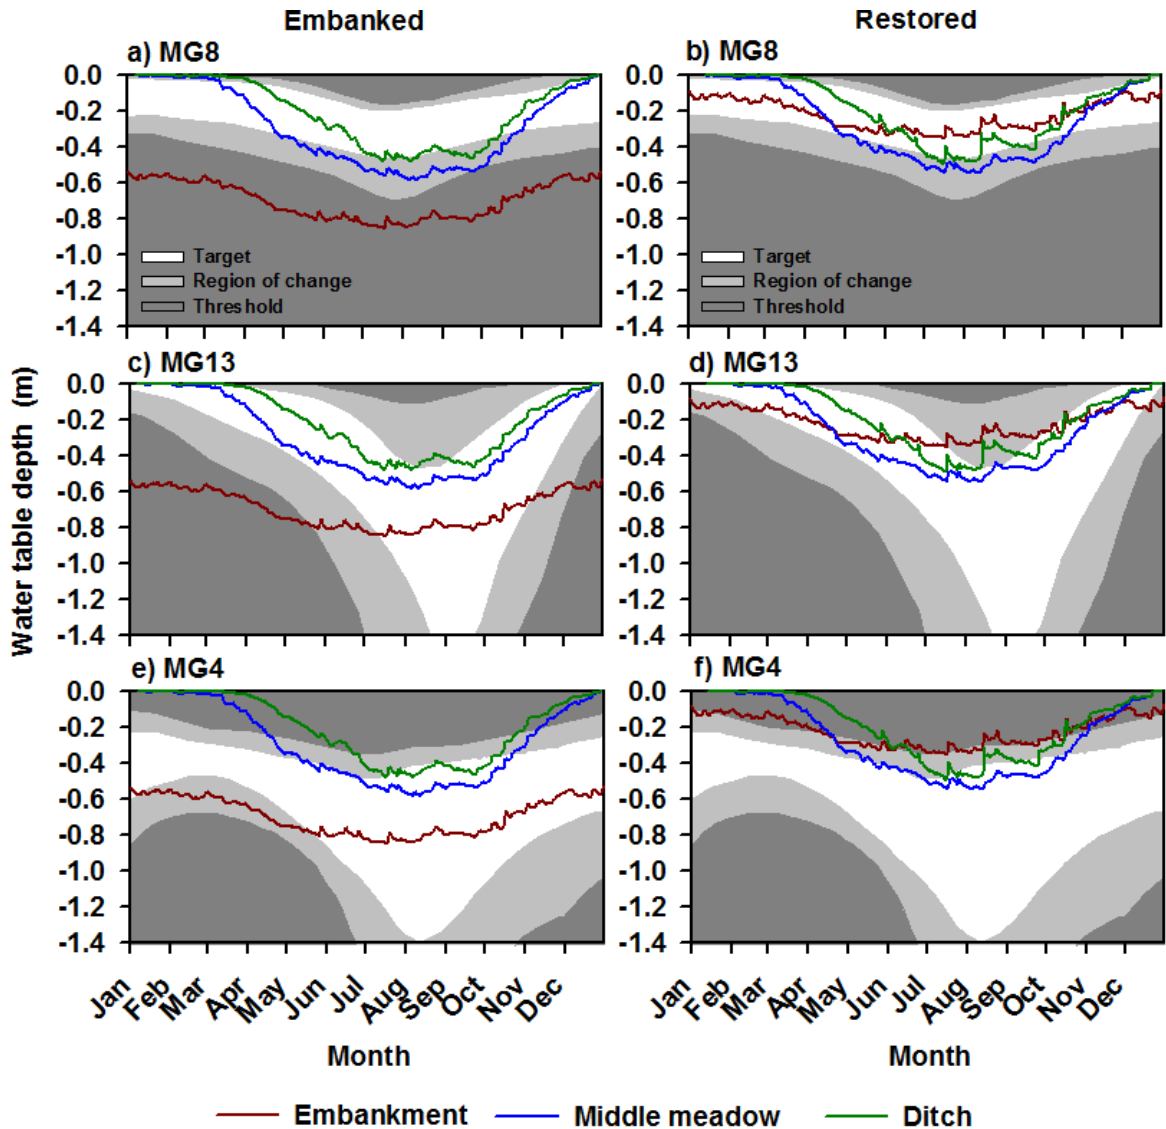 Embanked
Restored
a) MG8
b) MG8
0.0
-0.2
-0.4
-0.6
-0.8
-1.0
-1.2
-1.4
Target
Region of change
Threshold
0.0
-0.2
-0.4
-0.6
-0.8
-1.0
-1.2
-1.4
Target
Region of change
Threshold
c) MG13
d) MG13
0.0
-0.2
-0.4
-0.6
-0.8
-1.0
-1.2
-1.4
0.0
-0.2
-0.4
-0.6
-0.8
-1.0
-1.2
-1.4
Water table depth (m)
e) MG4
f) MG4
0.0
-0.2
-0.4
-0.6
-0.8
-1.0
-1.2
-1.4
0.0
-0.2
-0.4
-0.6
-0.8
-1.0
-1.2
-1.4
Jan Feb Mar Apr May Jun Jul Aug Sep Oct Nov Dec
Jan Feb Mar Apr May Jun Jul Aug Sep Oct Nov Dec
Month
Month
Embankment Middle meadow Ditch